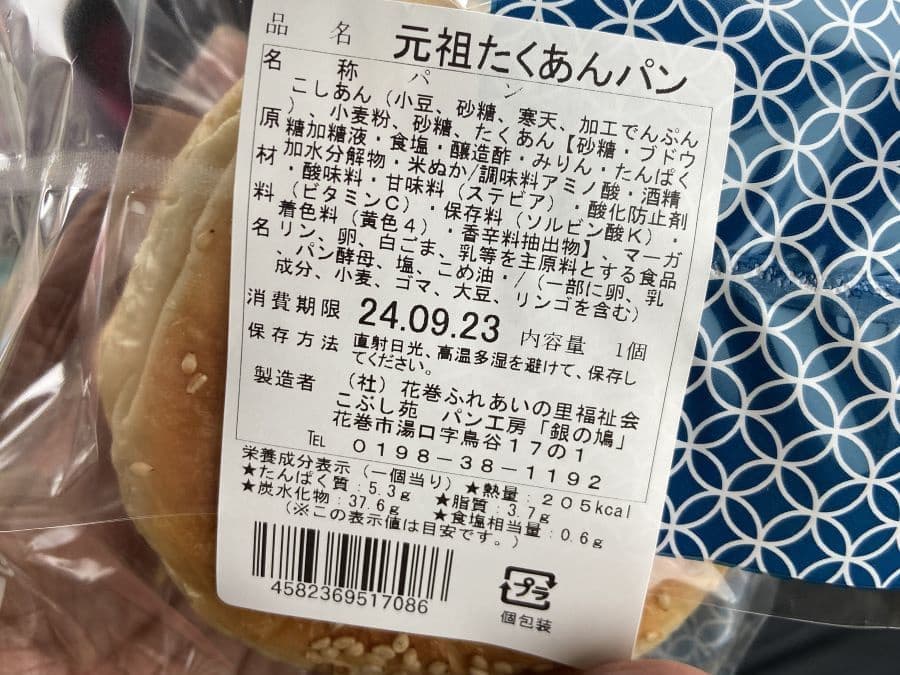 品名 元祖たくあんパン
名称 パン
原材料名 こしあん（小豆、砂糖、寒天、加工でんぷん
）、小麦粉、砂糖、たくあん【砂糖・ブドウ
糖加糖液・食塩・醸造酢・みりん・たんぱく
加水分解物・米ぬか/調味料アミノ酸・酒精
・酸味料・甘味料（ステビア）・酸化防止剤
（ビタミンC）・保存料（ソルビン酸K）・
着色料（黄色4）・香辛料抽出物】、マーガ
リン、卵、白ごま、乳等を主原料とする食品
、パン酵母、塩、こめ油・/（一部に卵、乳
成分、小麦、ゴマ、大豆、リンゴを含む）
消費期限 24.09.23 内容量 1個
保存方法 直射日光、高温多湿を避けて、保存し
てください。
製造者 （社）花巻ふれあいの里福祉会
こぶし苑 パン工房「銀の鳩」
花巻市湯口字鳥谷17の1
TEL 0198-38-1192
栄養成分表示（一個当り）★熱量：205kcal
★たんぱく質：5.3g ★脂質：3.7g
★炭水化物：37.6g ★食塩相当量：0.6g
（※この表示値は目安です。）
4582369517086
プラ
個包装